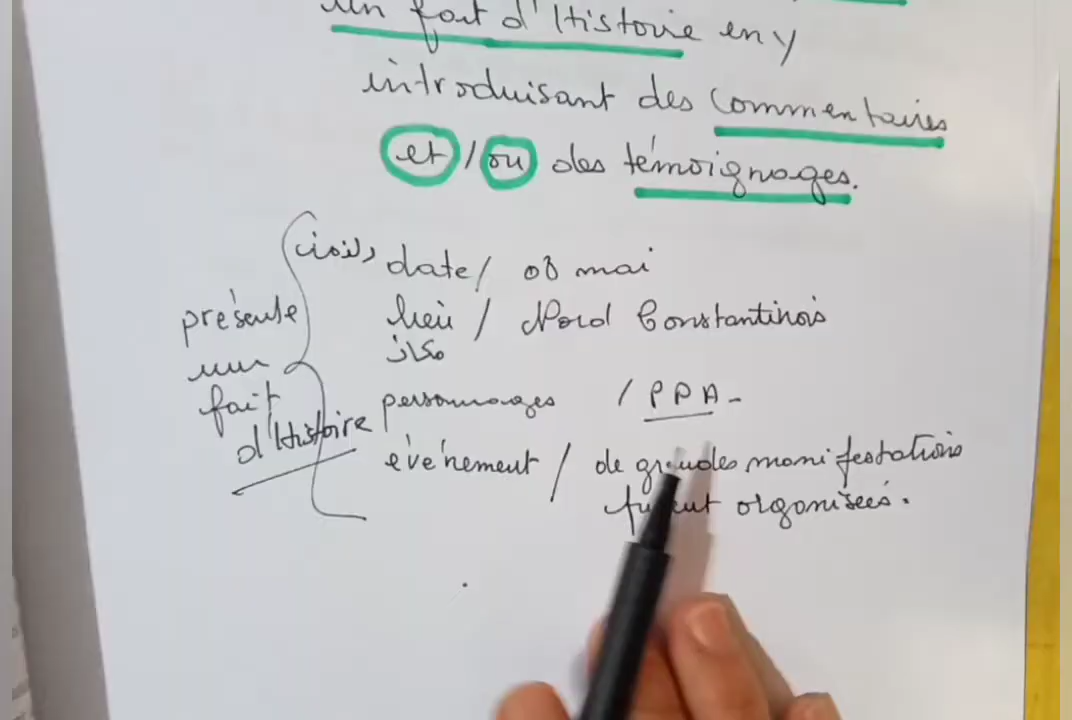 un fait d'Histoire en y
introduisant des commentaires
et / ou des témoignages.
date / 08 mai
lieu / Nord Constantinois
مكان
présente
un
fait
d'Histoire
personnages / PPA -
événement / de grandes manifestations
furent organisées.